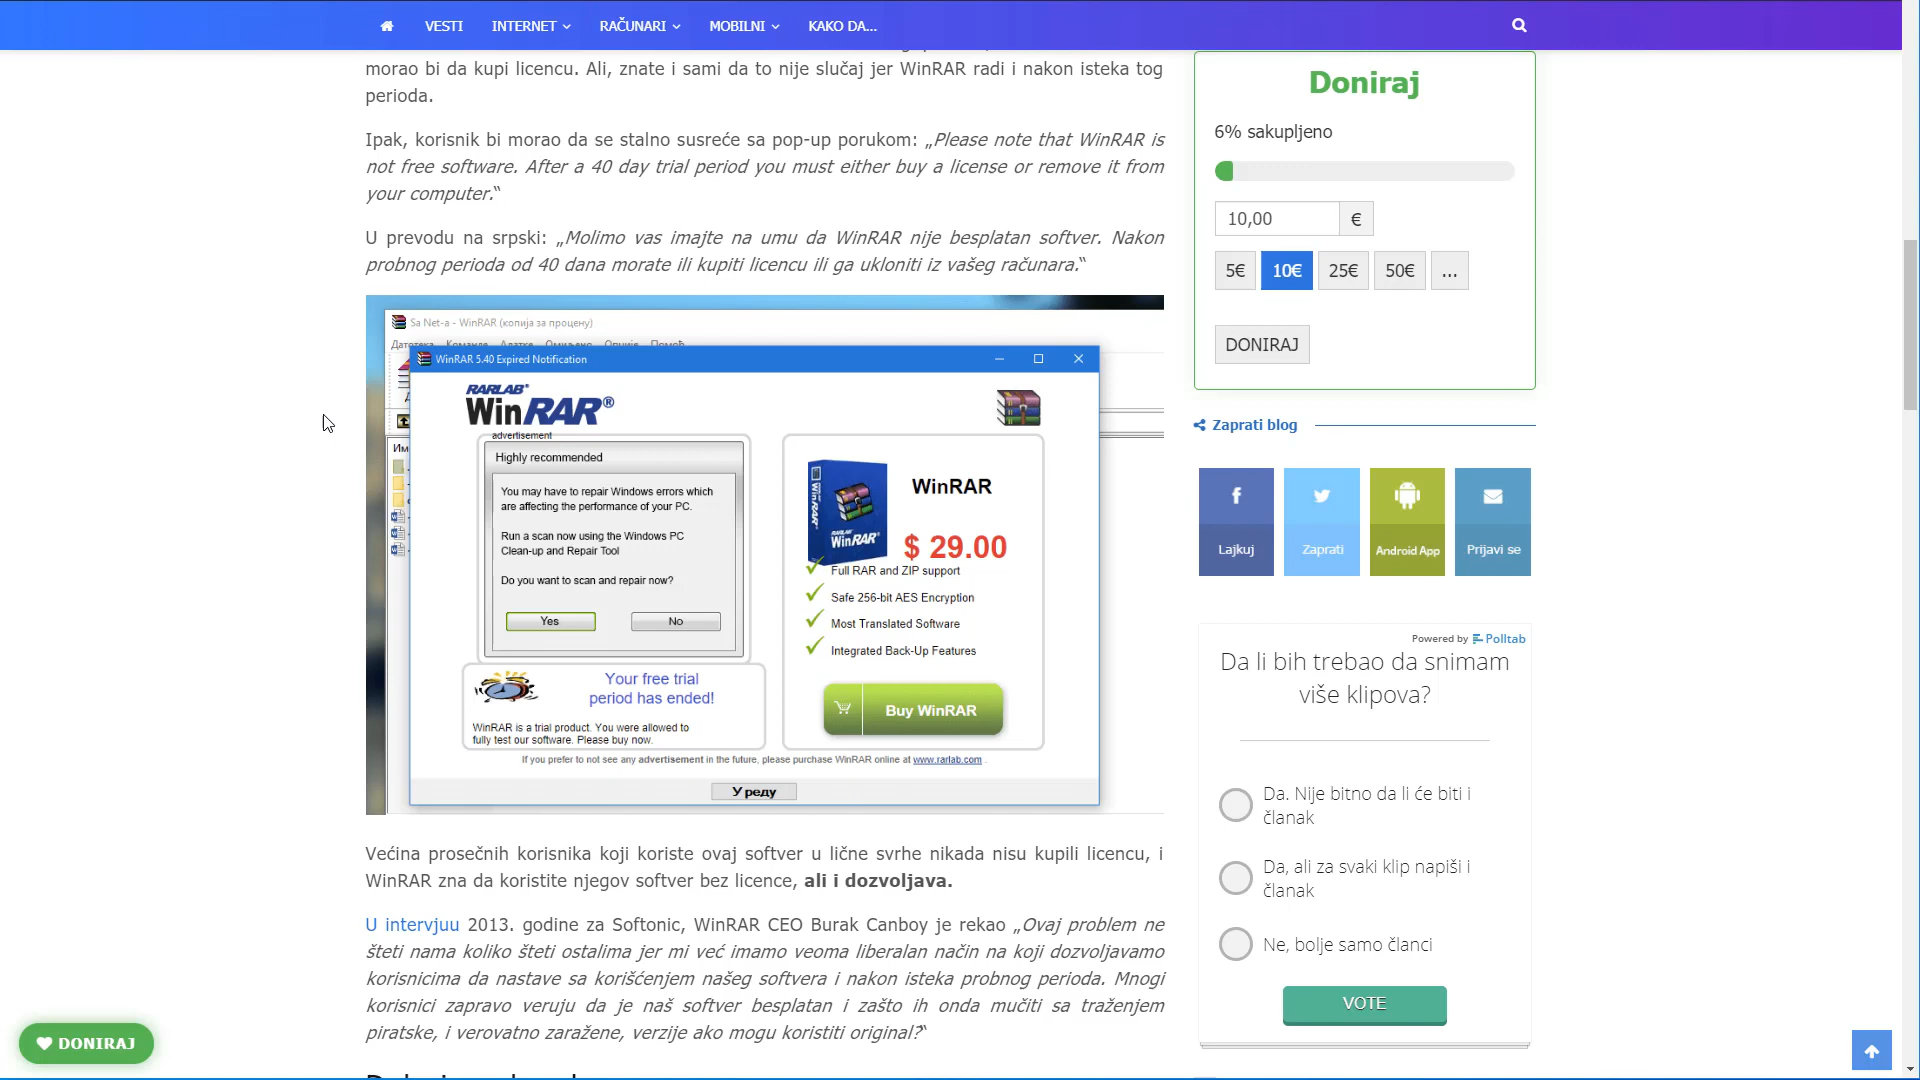 VESTI
INTERNET
RAČUNARI
MOBILNI
KAKO DA...
morao bi da kupi licencu. Ali, znate i sami da to nije slučaj jer WinRAR radi i nakon isteka tog
perioda.
Ipak, korisnik bi morao da se stalno susreće sa pop-up porukom: „Please note that WinRAR is
not free software. After a 40 day trial period you must either buy a license or remove it from
your computer.“
U prevodu na srpski: „Molimo vas imajte na umu da WinRAR nije besplatan softver. Nakon
probnog perioda od 40 dana morate ili kupiti licencu ili ga ukloniti iz vašeg računara.“
Sa Net-a - WinRAR (копија за процену)
Датотека Команде Алатке Омиљено Опције Помоћ
WinRAR 5.40 Expired Notification
RARLAB®
WinRAR®
advertisement
Highly recommended
You may have to repair Windows errors which
are affecting the performance of your PC.
Run a scan now using the Windows PC
Clean-up and Repair Tool
Do you want to scan and repair now?
Yes
No
Your free trial
period has ended!
WinRAR is a trial product. You were allowed to
fully test our software. Please buy now.
WinRAR
WinRAR
RARLAB
WinRAR
$ 29.00
Full RAR and ZIP support
Safe 256-bit AES Encryption
Most Translated Software
Integrated Back-Up Features
Buy WinRAR
If you prefer to not see any advertisement in the future, please purchase WinRAR online at www.rarlab.com .
У реду
Većina prosečnih korisnika koji koriste ovaj softver u lične svrhe nikada nisu kupili licencu, i
WinRAR zna da koristite njegov softver bez licence, ali i dozvoljava.
U intervjuu 2013. godine za Softonic, WinRAR CEO Burak Canboy je rekao „Ovaj problem ne
šteti nama koliko šteti ostalima jer mi već imamo veoma liberalan način na koji dozvoljavamo
korisnicima da nastave sa korišćenjem našeg softvera i nakon isteka probnog perioda. Mnogi
korisnici zapravo veruju da je naš softver besplatan i zašto ih onda mučiti sa traženjem
piratske, i verovatno zaražene, verzije ako mogu koristiti original?“
DONIRAJ
Doniraj
6% sakupljeno
10,00 €
5€ 10€ 25€ 50€ ...
DONIRAJ
Zaprati blog
Lajkuj
Zaprati
Android App
Prijavi se
Powered by Polltab
Da li bih trebao da snimam
više klipova?
Da. Nije bitno da li će biti i
članak
Da, ali za svaki klip napiši i
članak
Ne, bolje samo članci
VOTE